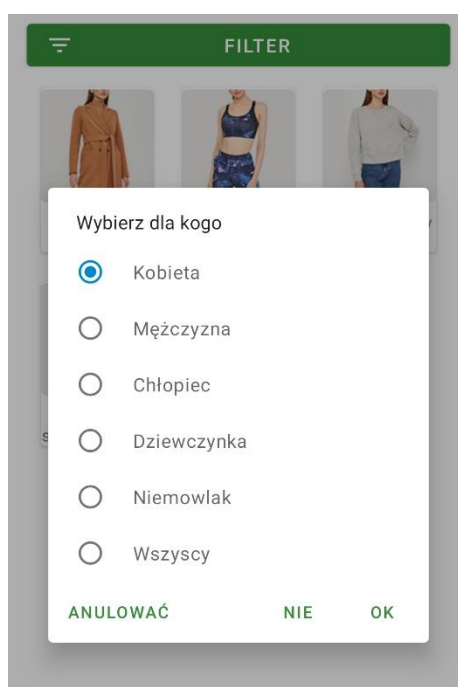 FILTER
Wybierz dla kogo
Kobieta
Mężczyzna
Chłopiec
Dziewczynka
Niemowlak
Wszyscy
ANULOWAĆ NIE OK